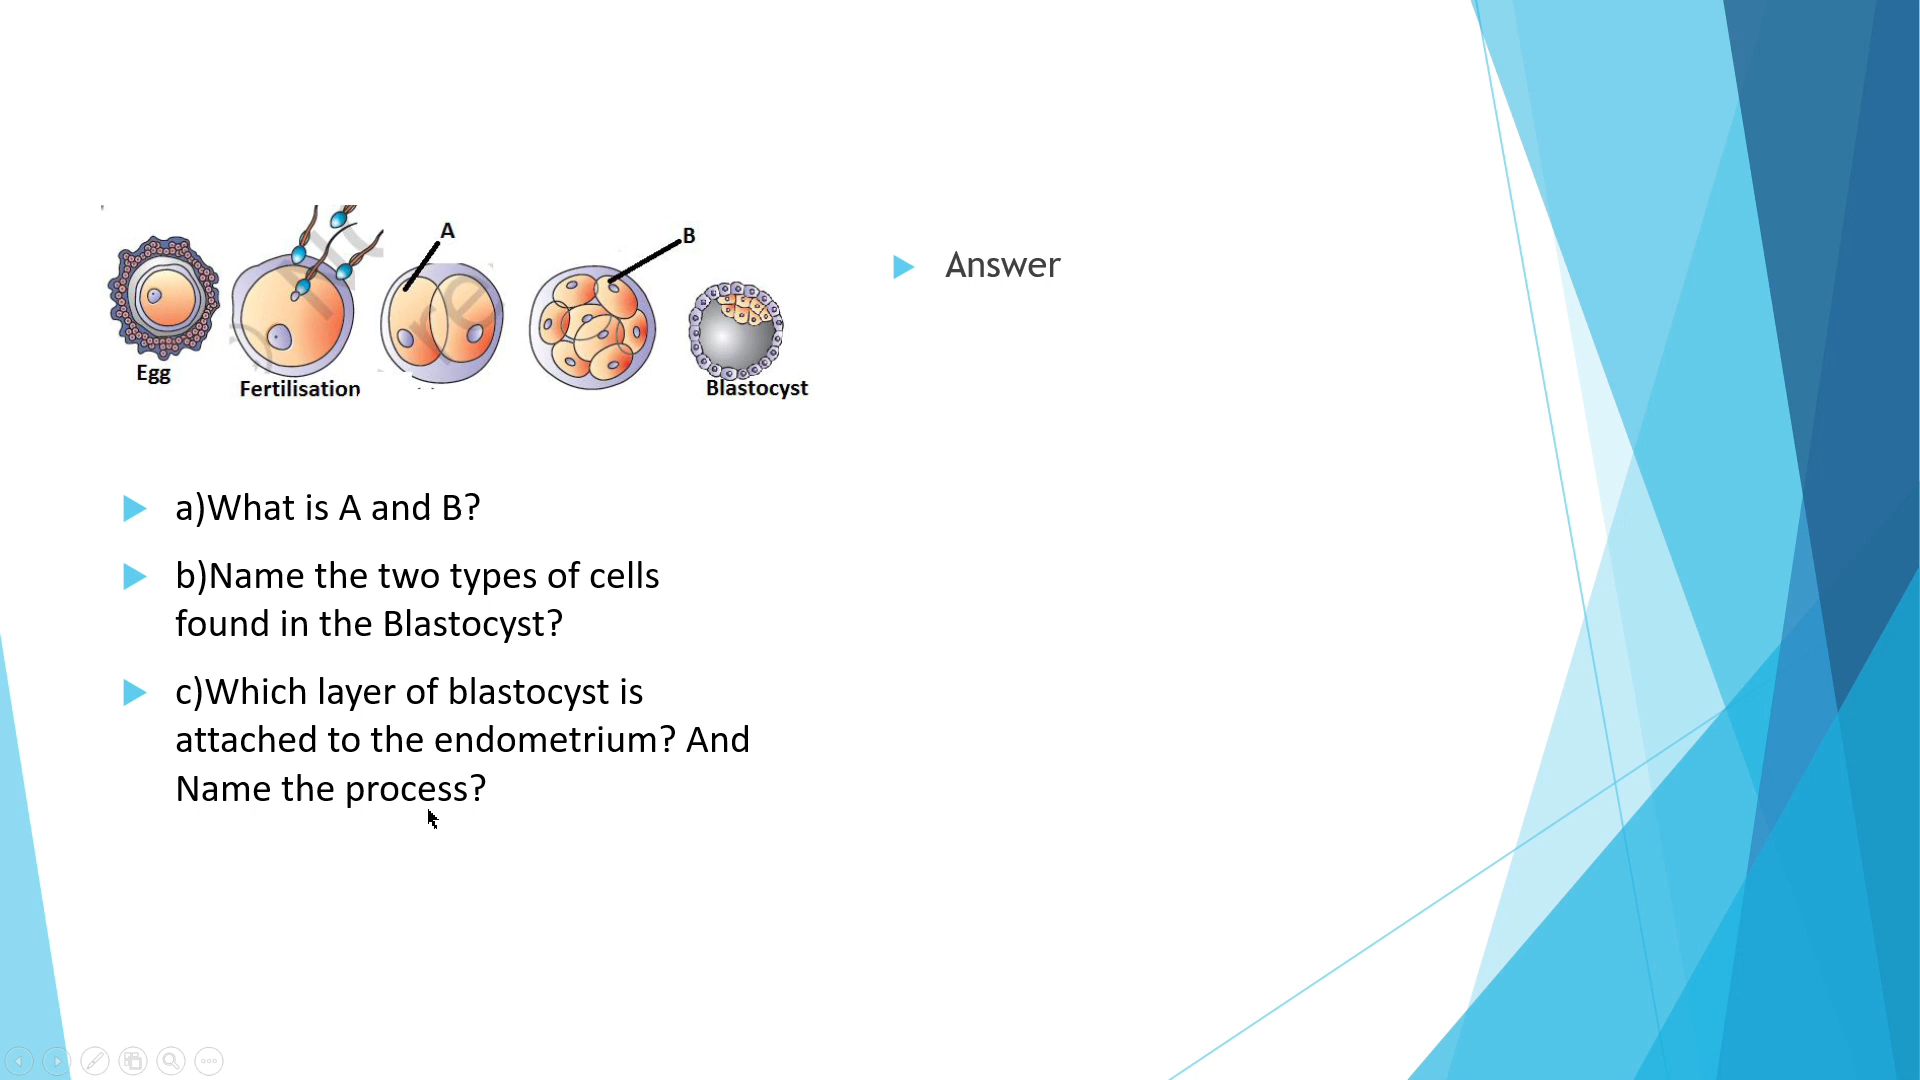 A
B
Egg
Fertilisation
Blastocyst
a)What is A and B?
b)Name the two types of cells
found in the Blastocyst?
c)Which layer of blastocyst is
attached to the endometrium? And
Name the process?
Answer